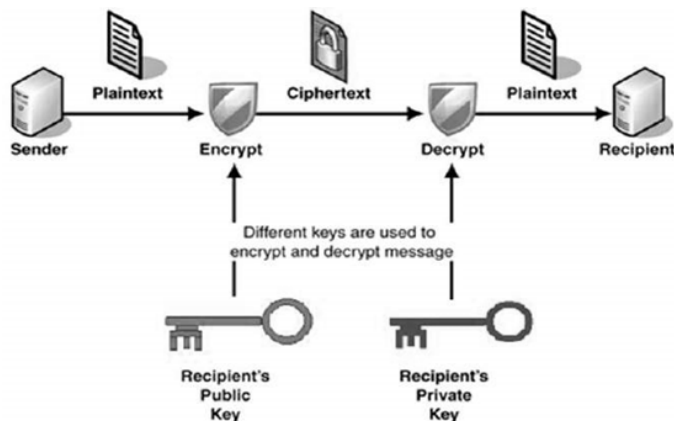 Plaintext
Ciphertext
Plaintext
Sender
Encrypt
Decrypt
Recipient
Different keys are used to
encrypt and decrypt message
Recipient's
Public
Key
Recipient's
Private
Key